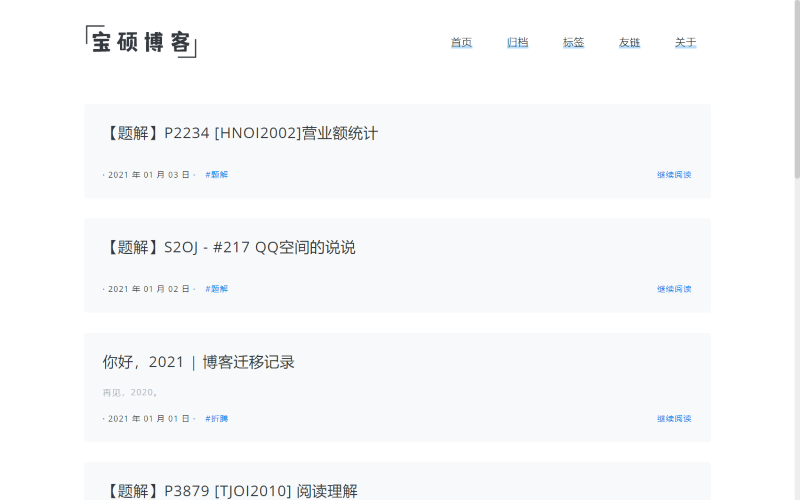 宝硕博客
首页 归档 标签 友链 关于
【题解】P2234 [HNOI2002]营业额统计
· 2021 年 01 月 03 日 · #题解 继续阅读
【题解】S2OJ - #217 QQ空间的说说
· 2021 年 01 月 02 日 · #题解 继续阅读
你好，2021 | 博客迁移记录
再见，2020。
· 2021 年 01 月 01 日 · #折腾 继续阅读
【题解】P3879 [TJOI2010] 阅读理解